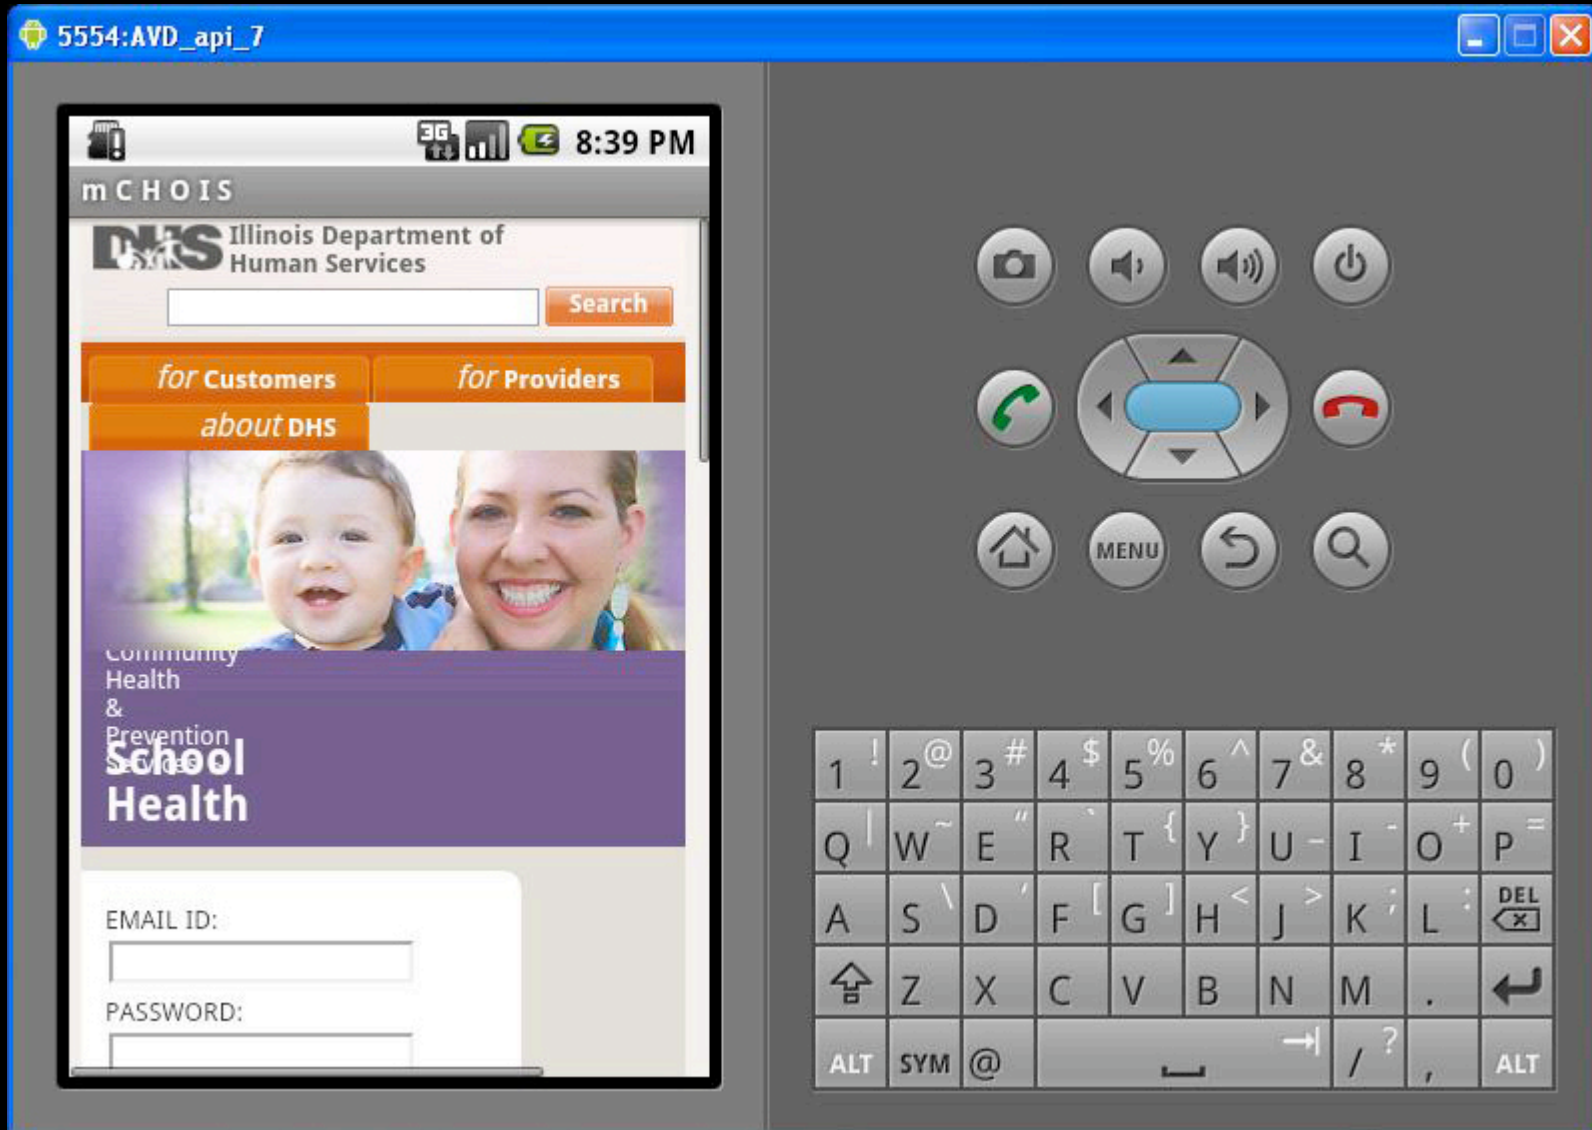 5554:AVD_api_7
3G 8:39 PM
mCHOIS
DHS Illinois Department of
Human Services
Search
for Customers for Providers
about DHS
Community
Health
&
Prevention
Services
School
Health
EMAIL ID:
PASSWORD:
MENU
1 ! 2 @ 3 # 4 $ 5 % 6 ^ 7 & 8 * 9 ( 0 )
Q | W ~ E " R ` T { Y } U _ I - O + P =
A S \ D ' F [ G ] H < J > K ; L : DEL
Z X C V B N M .
ALT SYM @ / ? , ALT